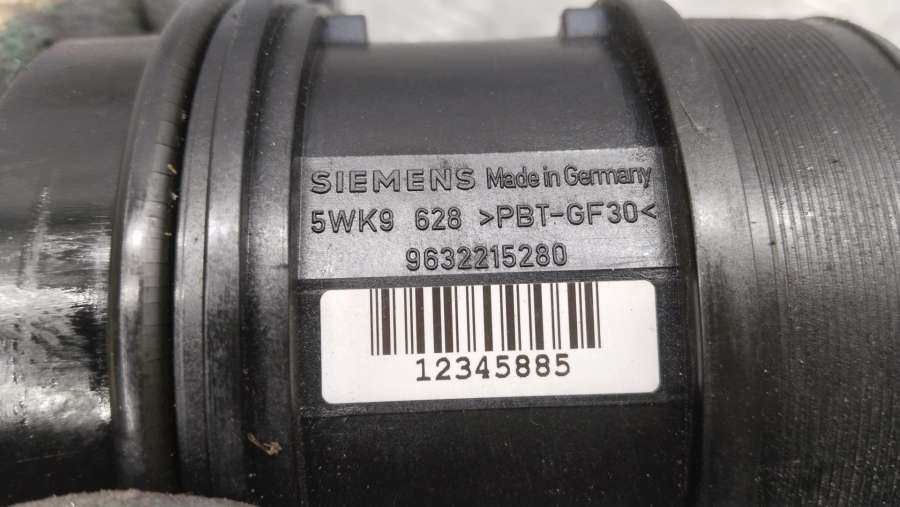 SIEMENS Made in Germany
5WK9 628 >PBT-GF30<
9632215280
12345885